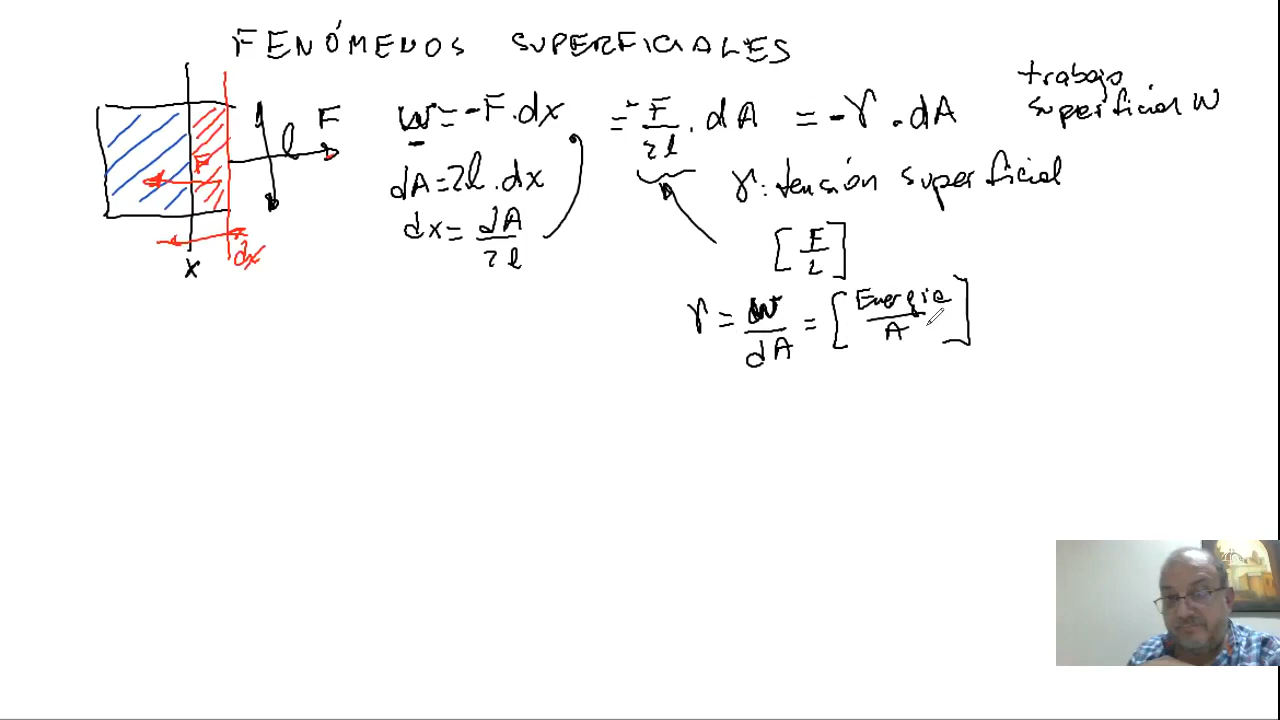 FENÓMENOS SUPERFICIALES
trabajo
superficial W
F
l
F
x
dx
W = -F . dx = - F/2l . dA = -γ . dA
dA = 2l . dx
dx = dA/2l
γ: tensión superficial
[F/L]
γ = dW/dA = [Energia/A]